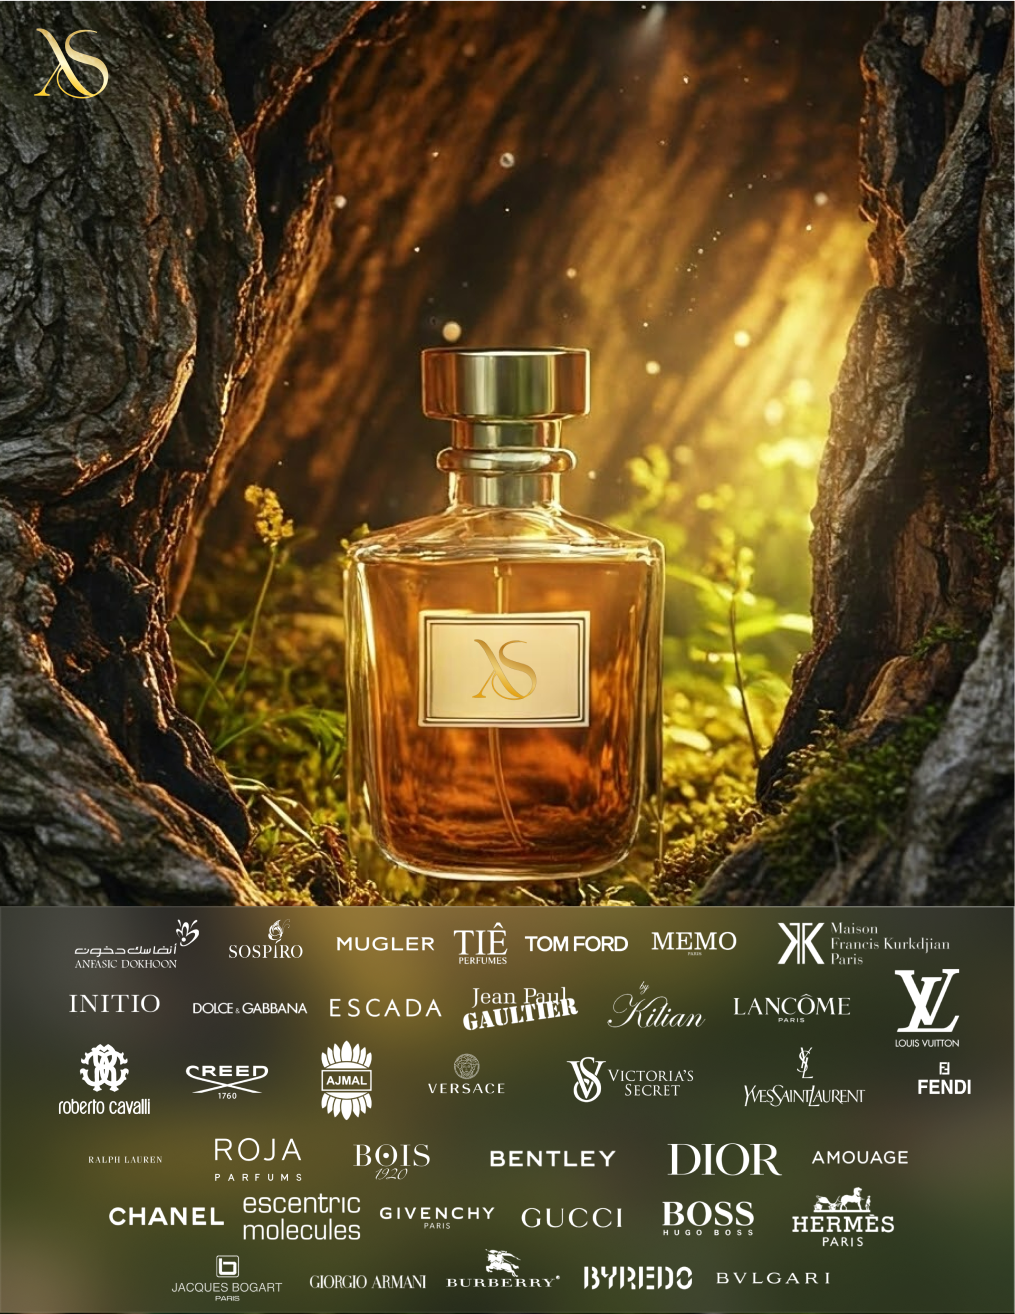 XS
XS
أنفاسك دخون
ANFASIC DOKHOON
SOSPIRO
MUGLER
TIÊ
PERFUMES
TOM FORD
MEMO
PARIS
Maison
Francis Kurkdjian
Paris
INITIO
DOLCE & GABBANA
ESCADA
Jean Paul
GAULTIER
by
Kilian
LANCÔME
PARIS
LV
LOUIS VUITTON
roberto cavalli
CREED
1760
AJMAL
VERSACE
VS
VICTORIA'S
SECRET
YSL
YVESSAINTLAURENT
FENDI
RALPH LAUREN
ROJA
PARFUMS
BOIS
1920
BENTLEY
DIOR
AMOUAGE
CHANEL
escentric
molecules
GIVENCHY
PARIS
GUCCI
BOSS
HUGO BOSS
HERMÈS
PARIS
b
JACQUES BOGART
PARIS
GIORGIO ARMANI
BURBERRY®
BYREDO
BVLGARI